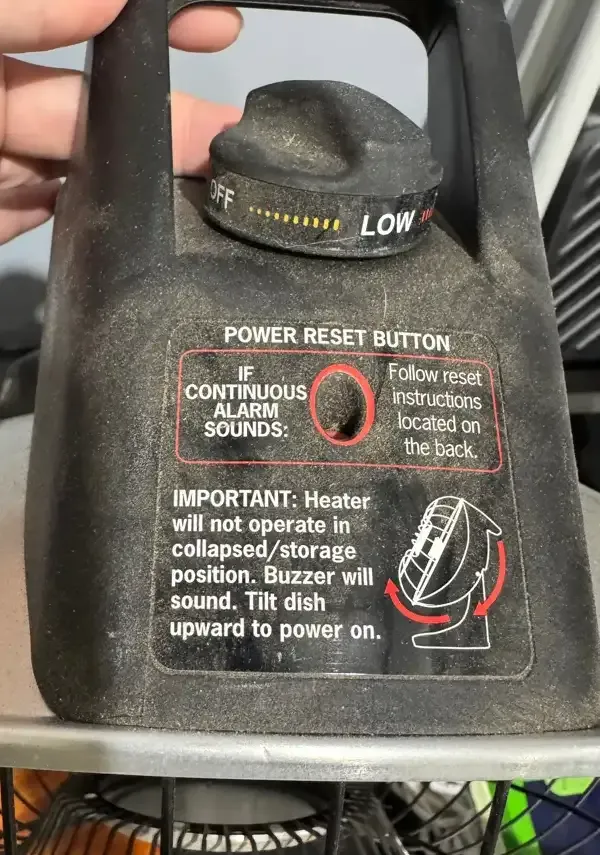 OFF LOW
POWER RESET BUTTON
IF
CONTINUOUS
ALARM
SOUNDS:
Follow reset
instructions
located on
the back.
IMPORTANT: Heater
will not operate in
collapsed/storage
position. Buzzer will
sound. Tilt dish
upward to power on.